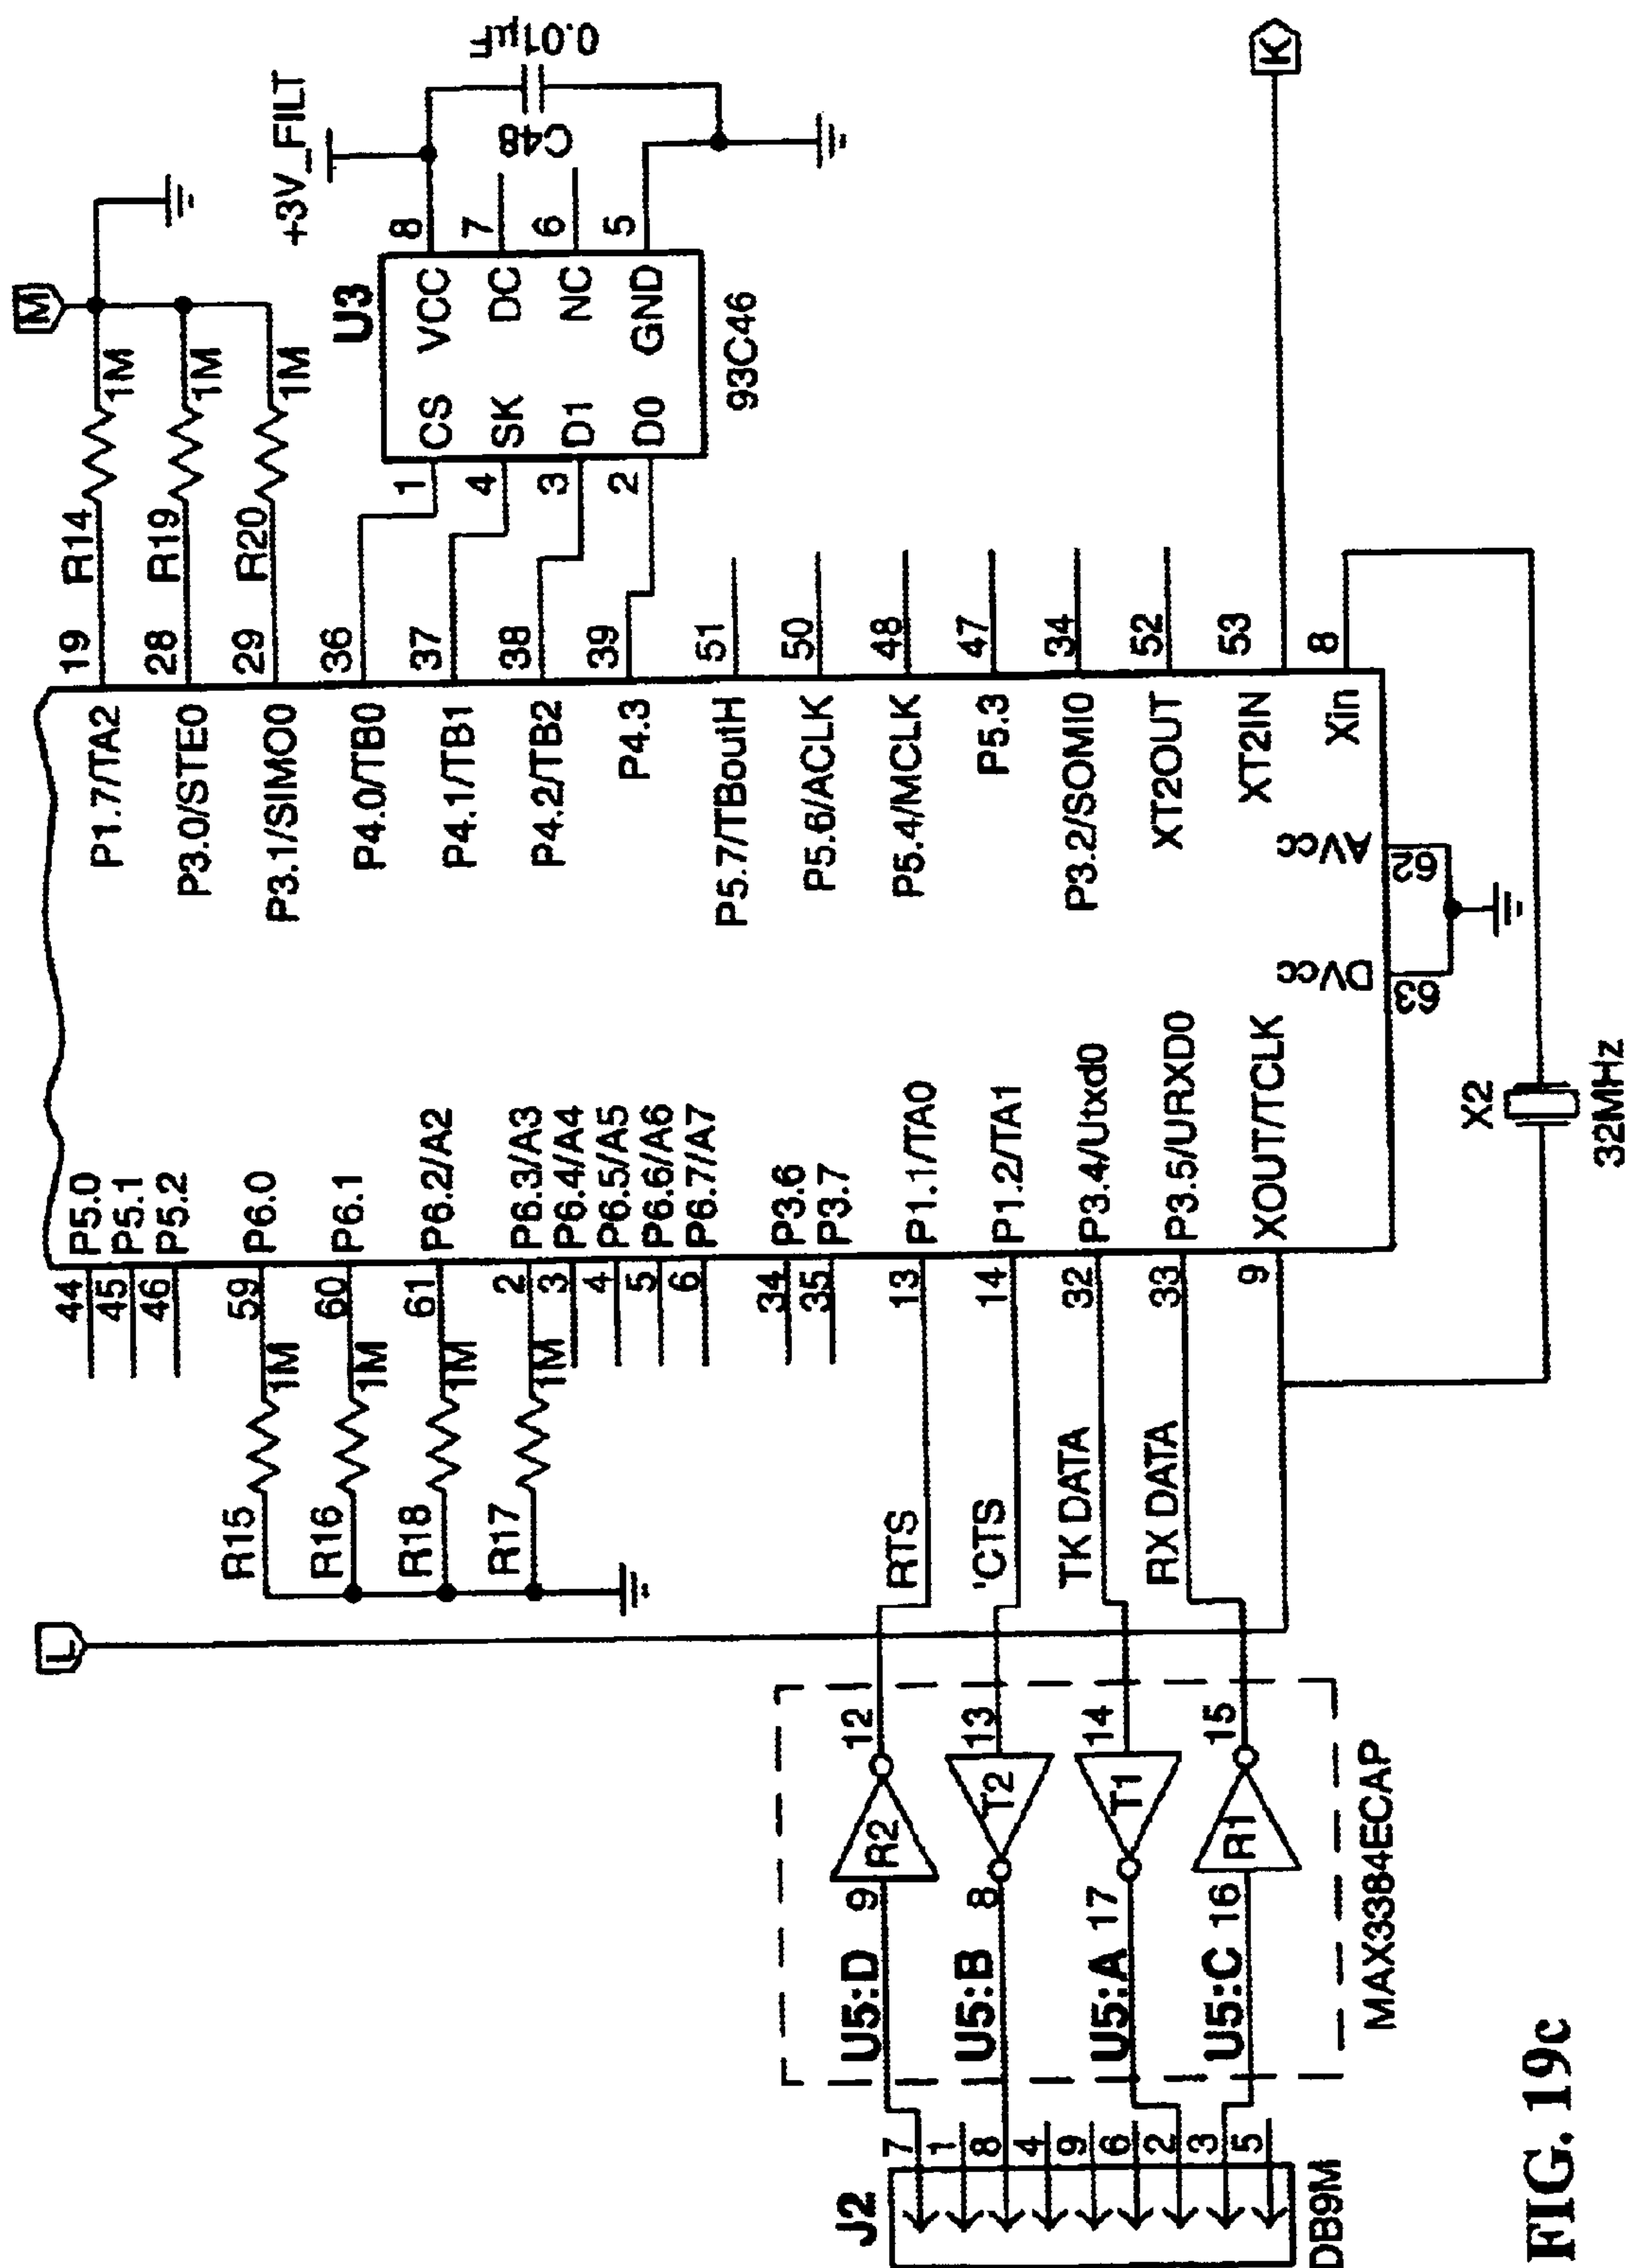 L
M
P5.0
44
P5.1
45
P5.2
46
R15
1M
59
P6.0
R16
1M
60
P6.1
R18
1M
61
P6.2/A2
R17
1M
2
P6.3/A3
3
P6.4/A4
4
P6.5/A5
5
P6.6/A6
6
P6.7/A7
34
P3.6
35
P3.7
RTS
13
P1.1/TA0
'CTS
14
P1.2/TA1
TK DATA
32
P3.4/Utxd0
RX DATA
33
P3.5/URXD0
9
XOUT/TCLK
P1.7/TA2
19
R14
1M
P3.0/STE0
28
R19
1M
P3.1/SIMO0
29
R20
1M
P4.0/TB0
36
P4.1/TB1
37
P4.2/TB2
38
P4.3
39
P5.7/TBoutH
51
P5.6/ACLK
50
P5.4/MCLK
48
P5.3
47
P3.2/SOMI0
34
XT2OUT
52
XT2IN
53
Xin
8
DVcc
63
AVcc
62
U3
1
CS
VCC
8
4
SK
DC
7
3
D1
NC
6
2
D0
GND
5
93C46
+3V_FILT
C48
0.01µF
K
X2
32MHz
U5:D
9
R2
12
U5:B
8
T2
13
U5:A
17
T1
14
U5:C
16
R1
15
MAX3384ECAP
J2
7
1
8
4
9
6
2
3
5
DB9M
FIG. 19c